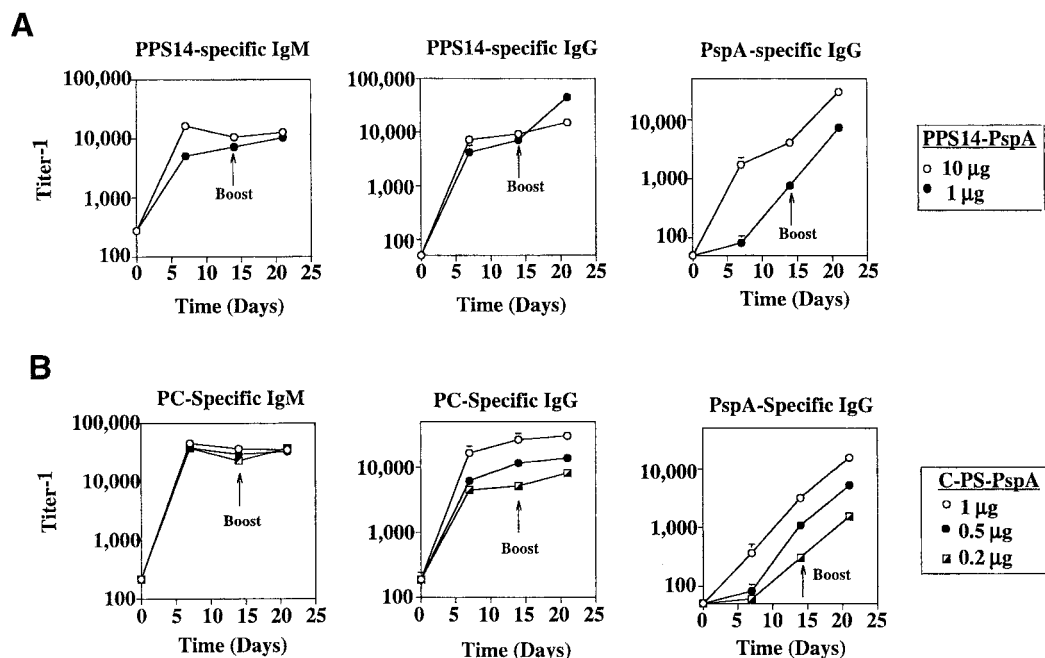 A
PPS14-specific IgM
PPS14-specific IgG
PspA-specific IgG
Titer-1
100,000
10,000
1,000
100
Boost
0 5 10 15 20 25
Time (Days)
100,000
10,000
1,000
100
Boost
0 5 10 15 20 25
Time (Days)
10,000
1,000
100
Boost
0 5 10 15 20 25
Time (Days)
PPS14-PspA
10 µg
1 µg
B
PC-Specific IgM
PC-Specific IgG
PspA-Specific IgG
Titer-1
100,000
10,000
1,000
100
Boost
0 5 10 15 20 25
Time (Days)
10,000
1,000
100
Boost
0 5 10 15 20 25
Time (Days)
10,000
1,000
100
Boost
0 5 10 15 20 25
Time (Days)
C-PS-PspA
1 µg
0.5 µg
0.2 µg